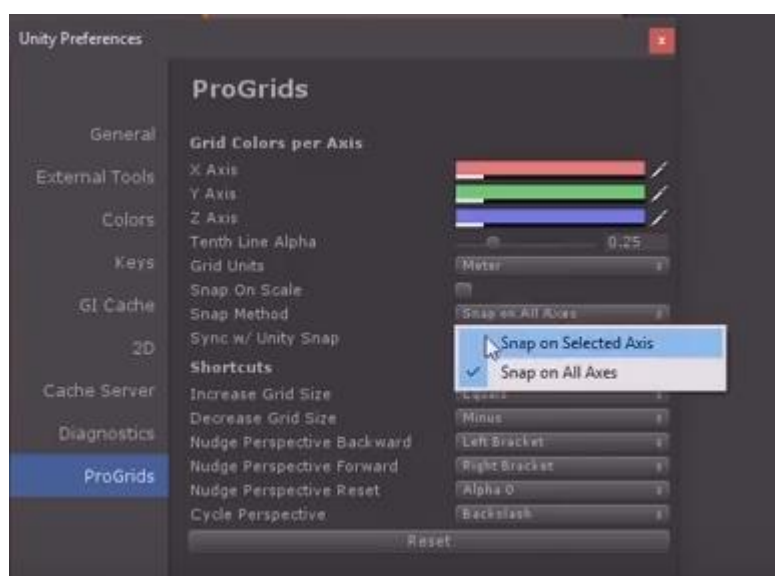 Unity Preferences
x
ProGrids
General
External Tools
Colors
Keys
GI Cache
2D
Cache Server
Diagnostics
ProGrids
Grid Colors per Axis
X Axis
Y Axis
Z Axis
Tenth Line Alpha 0.25
Grid Units Meter
Snap On Scale
Snap Method Snap on All Axes
Sync w/ Unity Snap
Snap on Selected Axis
Snap on All Axes
Shortcuts
Increase Grid Size Equals
Decrease Grid Size Minus
Nudge Perspective Backward Left Bracket
Nudge Perspective Forward Right Bracket
Nudge Perspective Reset Alpha 0
Cycle Perspective Backslash
Reset